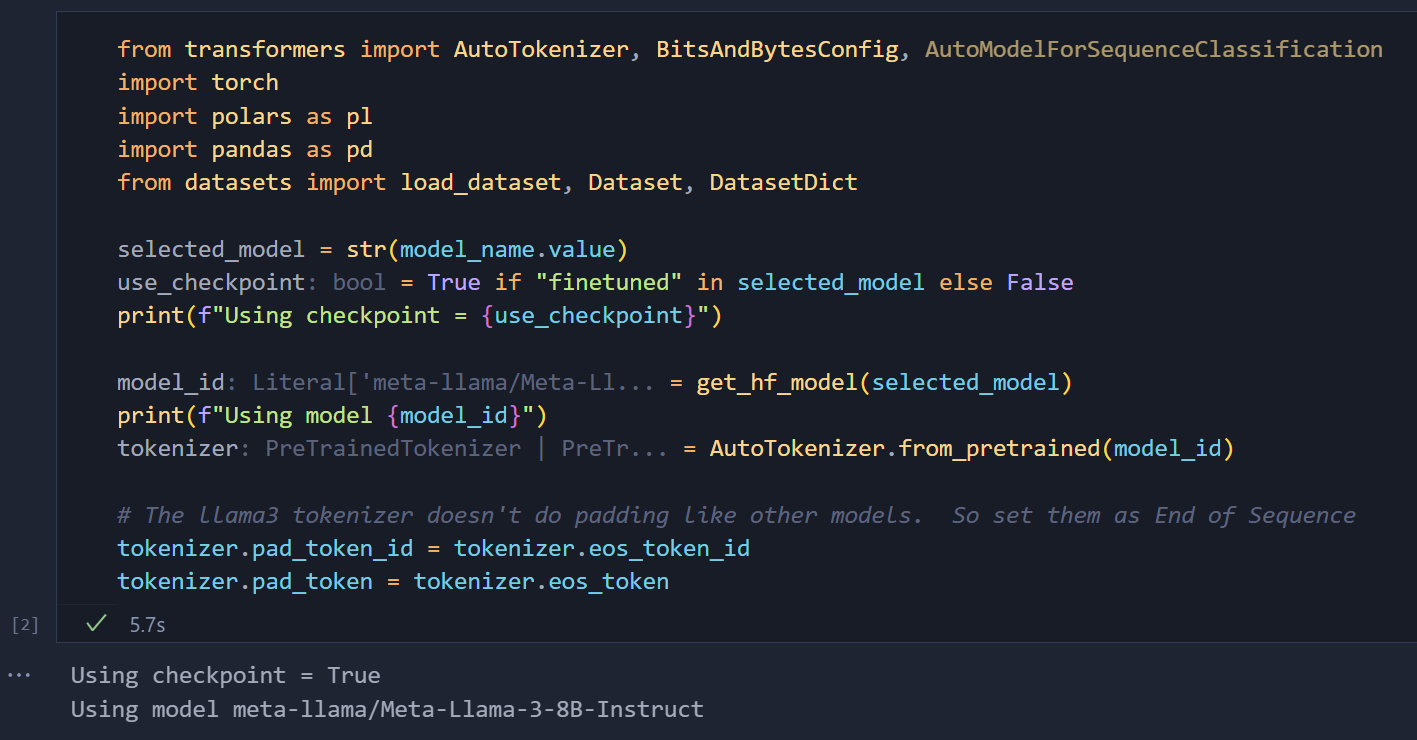 from transformers import AutoTokenizer, BitsAndBytesConfig, AutoModelForSequenceClassification
import torch
import polars as pl
import pandas as pd
from datasets import load_dataset, Dataset, DatasetDict
selected_model = str(model_name.value)
use_checkpoint: bool = True if "finetuned" in selected_model else False
print(f"Using checkpoint = {use_checkpoint}")
model_id: Literal['meta-llama/Meta-Ll... = get_hf_model(selected_model)
print(f"Using model {model_id}")
tokenizer: PreTrainedTokenizer | PreTr... = AutoTokenizer.from_pretrained(model_id)
# The llama3 tokenizer doesn't do padding like other models.  So set them as End of Sequence
tokenizer.pad_token_id = tokenizer.eos_token_id
tokenizer.pad_token = tokenizer.eos_token
[2] ✓ 5.7s
... Using checkpoint = True
Using model meta-llama/Meta-Llama-3-8B-Instruct